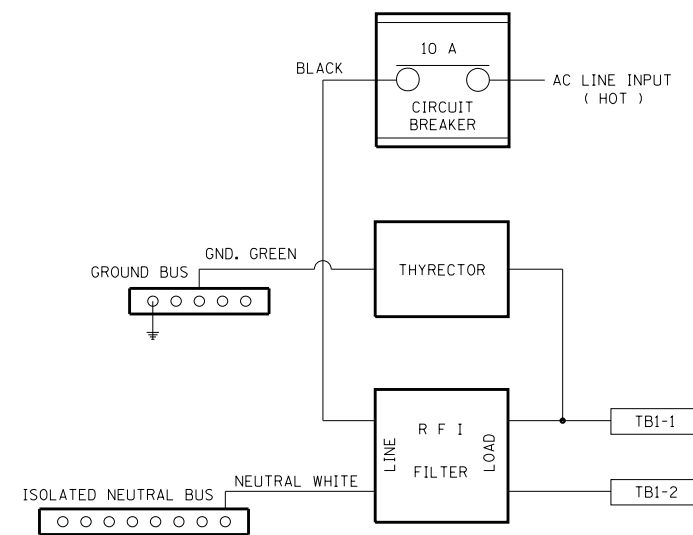 10 A
BLACK
AC LINE INPUT
( HOT )
CIRCUIT
BREAKER
GND. GREEN
GROUND BUS
THYRECTOR
R F I
FILTER
LINE
LOAD
TB1-1
NEUTRAL WHITE
ISOLATED NEUTRAL BUS
TB1-2